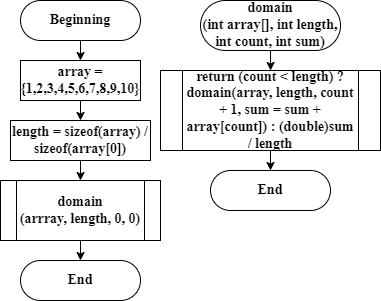 Beginning
array =
{1,2,3,4,5,6,7,8,9,10}
length = sizeof(array) /
sizeof(array[0])
domain
(arrray, length, 0, 0)
End
domain
(int array[], int length,
int count, int sum)
return (count < length) ?
domain(array, length, count
+ 1, sum = sum +
array[count]) : (double)sum
/ length
End